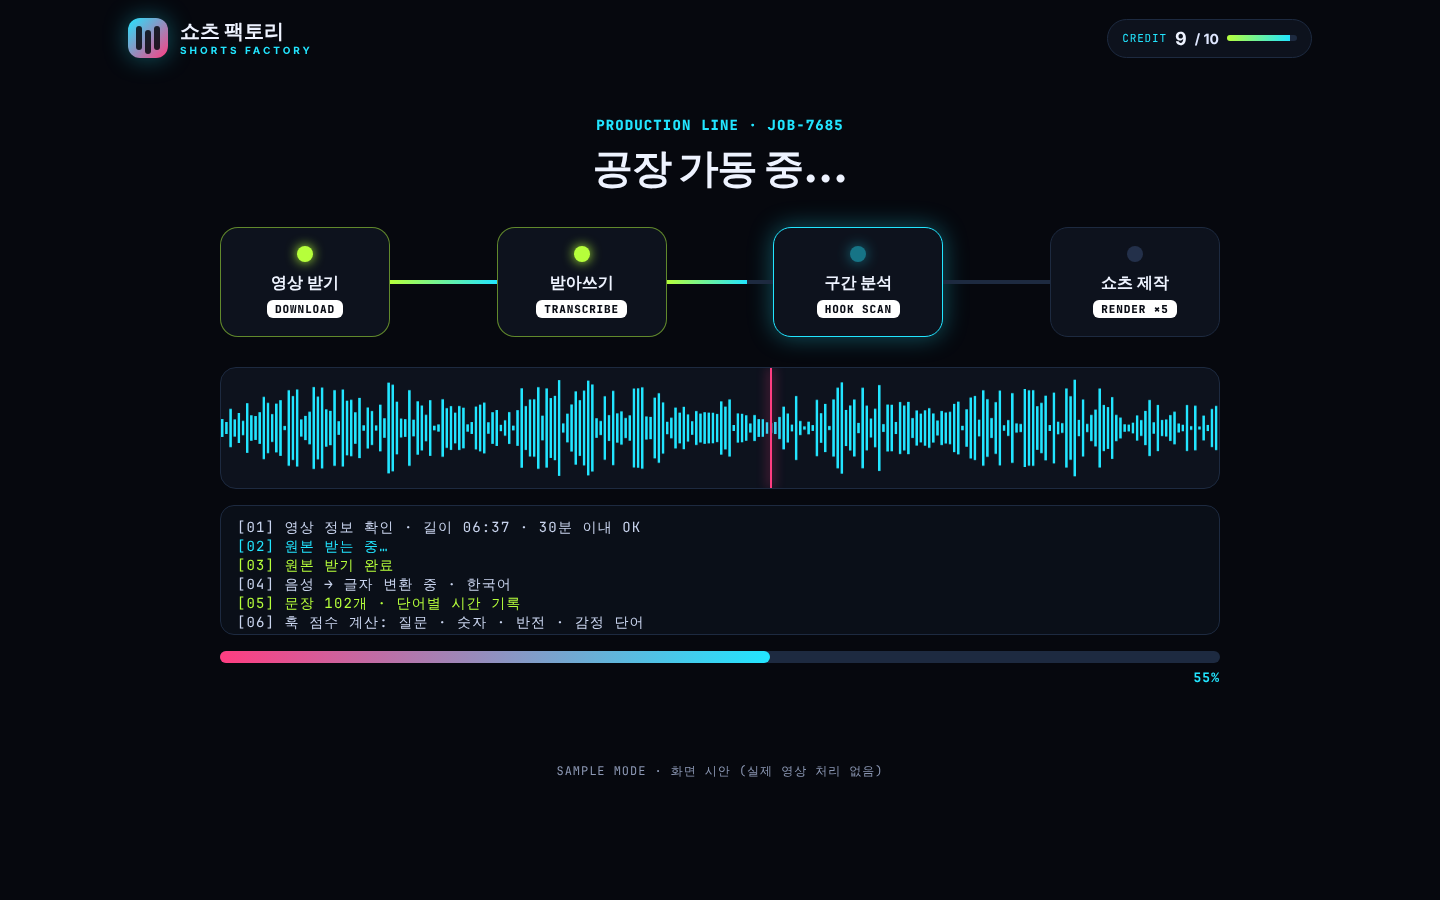 쇼츠 팩토리
SHORTS FACTORY
CREDIT 9 / 10
PRODUCTION LINE · JOB-7685
공장 가동 중...
영상 받기
DOWNLOAD
받아쓰기
TRANSCRIBE
구간 분석
HOOK SCAN
쇼츠 제작
RENDER ×5
[01] 영상 정보 확인 · 길이 06:37 · 30분 이내 OK
[02] 원본 받는 중…
[03] 원본 받기 완료
[04] 음성 → 글자 변환 중 · 한국어
[05] 문장 102개 · 단어별 시간 기록
[06] 훅 점수 계산: 질문 · 숫자 · 반전 · 감정 단어
55%
SAMPLE MODE · 화면 시안 (실제 영상 처리 없음)